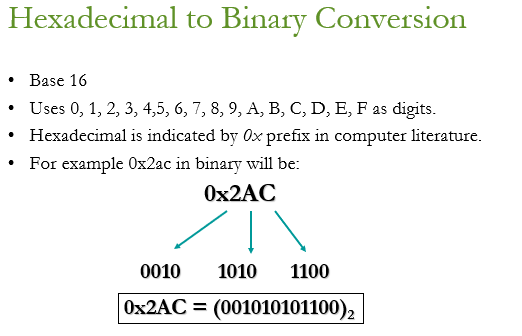 Hexadecimal to Binary Conversion
• Base 16
• Uses 0, 1, 2, 3, 4,5, 6, 7, 8, 9, A, B, C, D, E, F as digits.
• Hexadecimal is indicated by 0x prefix in computer literature.
• For example 0x2ac in binary will be:
0x2AC
0010 1010 1100
0x2AC = (001010101100)₂